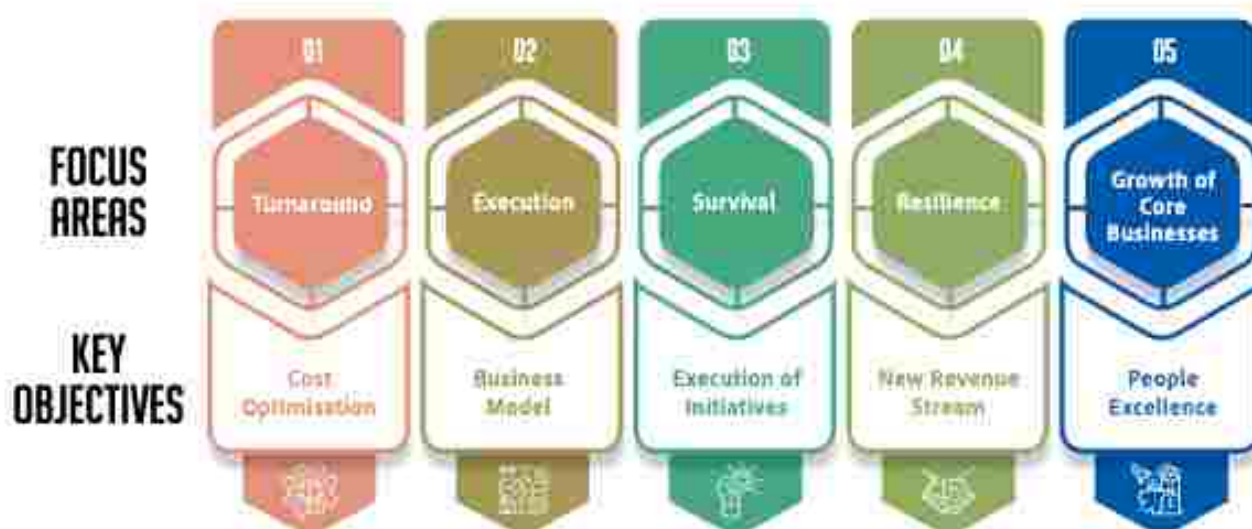 01
02
03
04
05
FOCUS
AREAS
Turnaround
Execution
Survival
Resilience
Growth of
Core
Businesses
KEY
OBJECTIVES
Cost
Optimisation
Business
Model
Execution of
Initiatives
New Revenue
Stream
People
Excellence